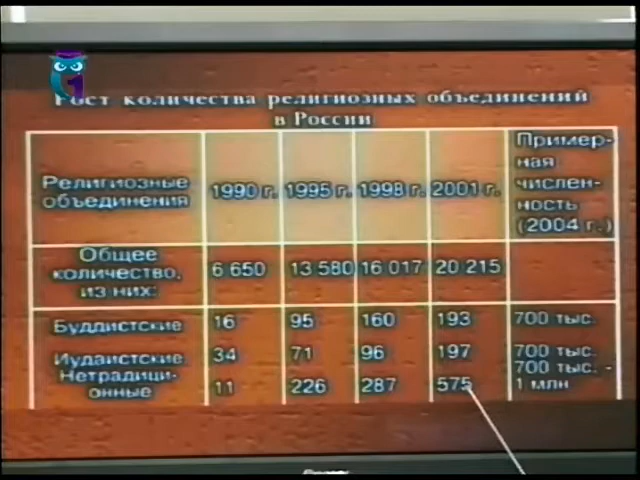 1
Рост количества религиозных объединений
в России
Религиозные объединения 1990 г. 1995 г. 1998 г. 2001 г. Пример-
ная
числен-
ность
(2004 г.)
Общее
количество, 6 650 13 580 16 017 20 215
из них:
Буддистские 16 95 160 193 700 тыс.
Иудаистские 34 71 96 197 700 тыс.
Нетрадици-
онные 11 226 287 575 700 тыс. -
1 млн